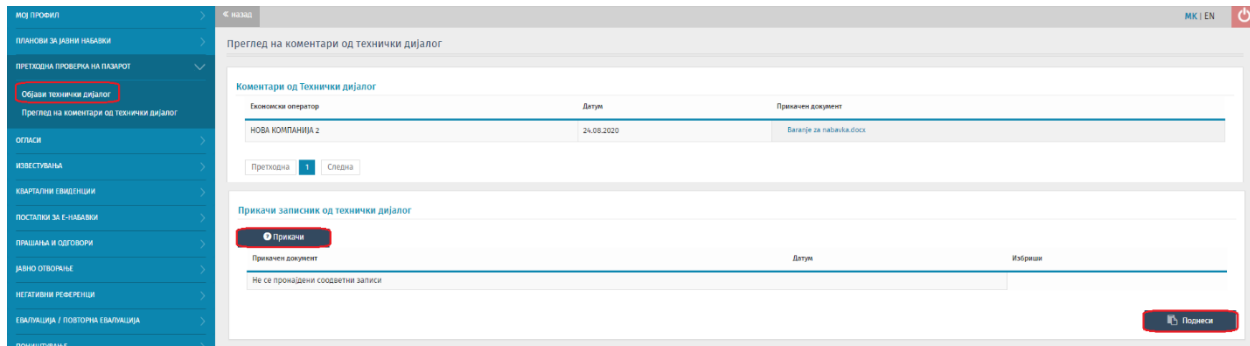 МОЈ ПРОФИЛ
ПЛАНОВИ ЗА ЈАВНИ НАБАВКИ
ПРЕТХОДНА ПРОВЕРКА НА ПАЗАРОТ
Објави технички дијалог
Преглед на коментари од технички дијалог
ОГЛАСИ
ИЗВЕСТУВАЊА
КВАРТАЛНИ ЕВИДЕНЦИИ
ПОСТАПКИ ЗА Е-НАБАВКИ
ПРАШАЊА И ОДГОВОРИ
ЈАВНО ОТВОРАЊЕ
НЕГАТИВНИ РЕФЕРЕНЦИ
ЕВАЛУАЦИЈА / ПОВТОРНА ЕВАЛУАЦИЈА
ПОНИШТУВАЊЕ
« назад
МК | EN
Преглед на коментари од технички дијалог
Коментари од Технички дијалог
Економски оператор Датум Прикачен документ
НОВА КОМПАНИЈА 2 24.08.2020 Baranje za nabavka.docx
Претходна 1 Следна
Прикачи записник од технички дијалог
Прикачи
Прикачен документ Датум Избриши
Не се пронајдени соодветни записи
Поднеси